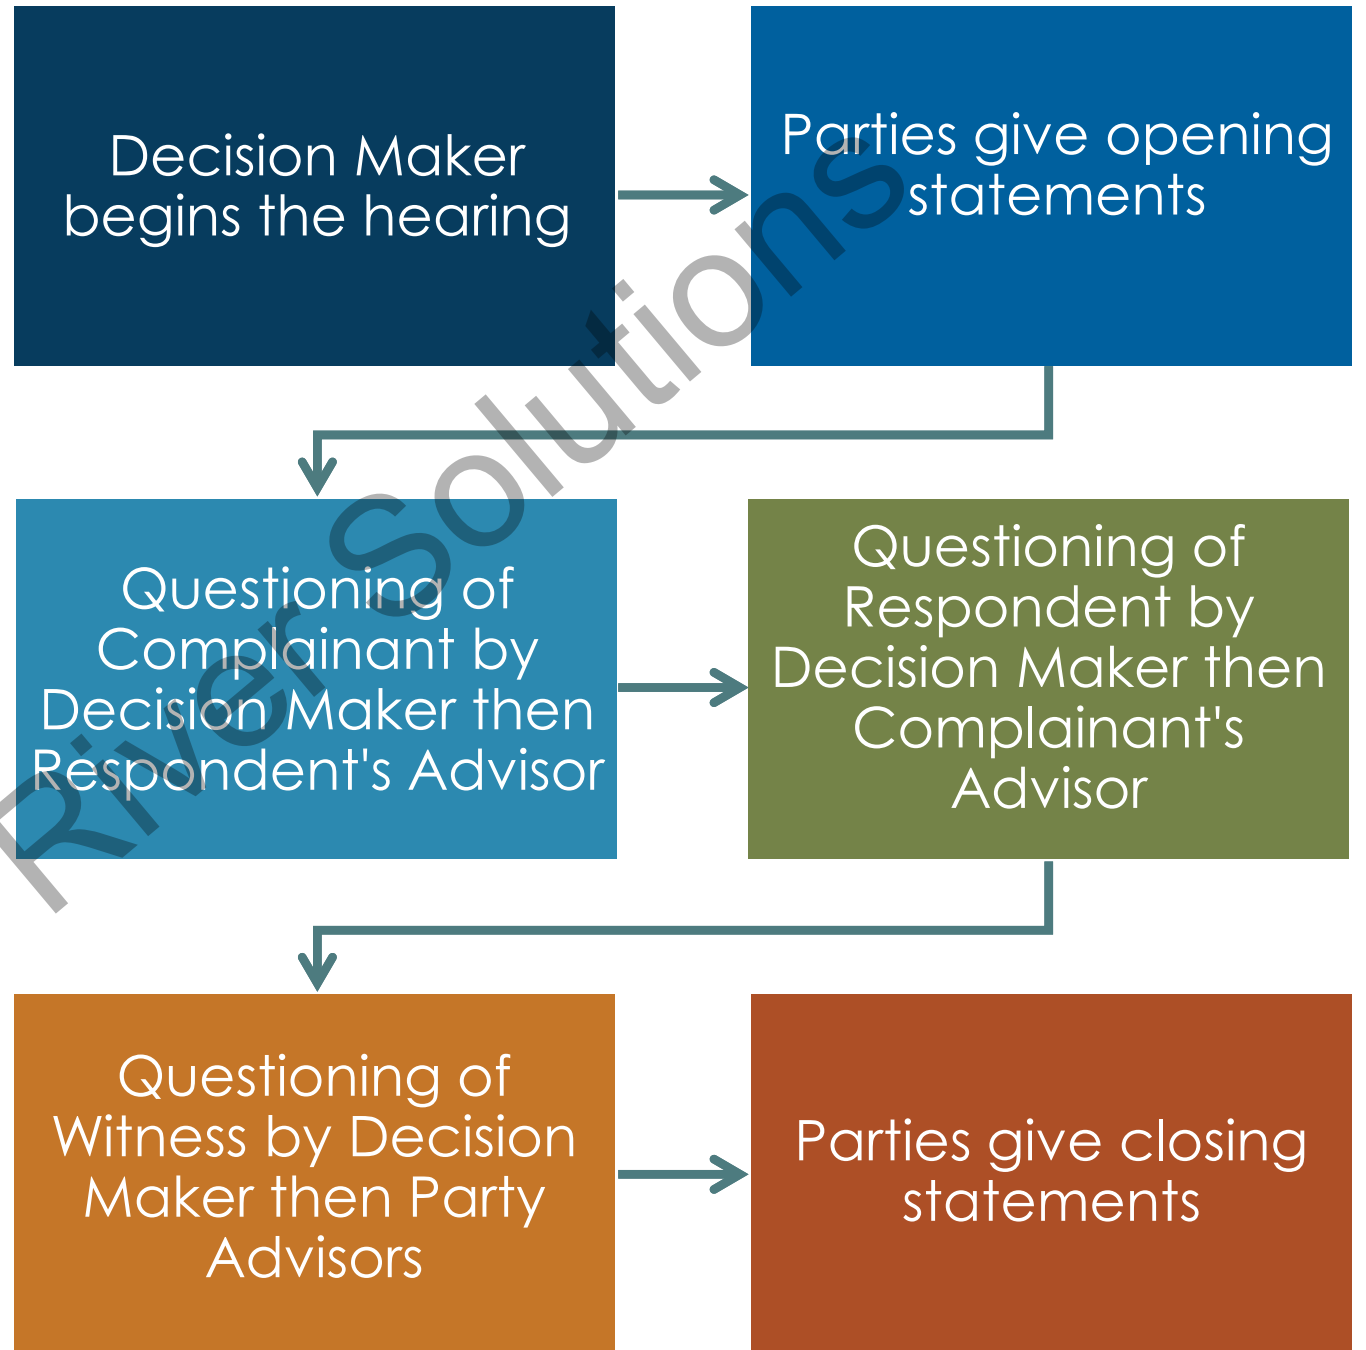 Decision Maker
begins the hearing
Parties give opening
statements
Questioning of
Complainant by
Decision Maker then
Respondent's Advisor
Questioning of
Respondent by
Decision Maker then
Complainant's
Advisor
Questioning of
Witness by Decision
Maker then Party
Advisors
Parties give closing
statements
River Solutions